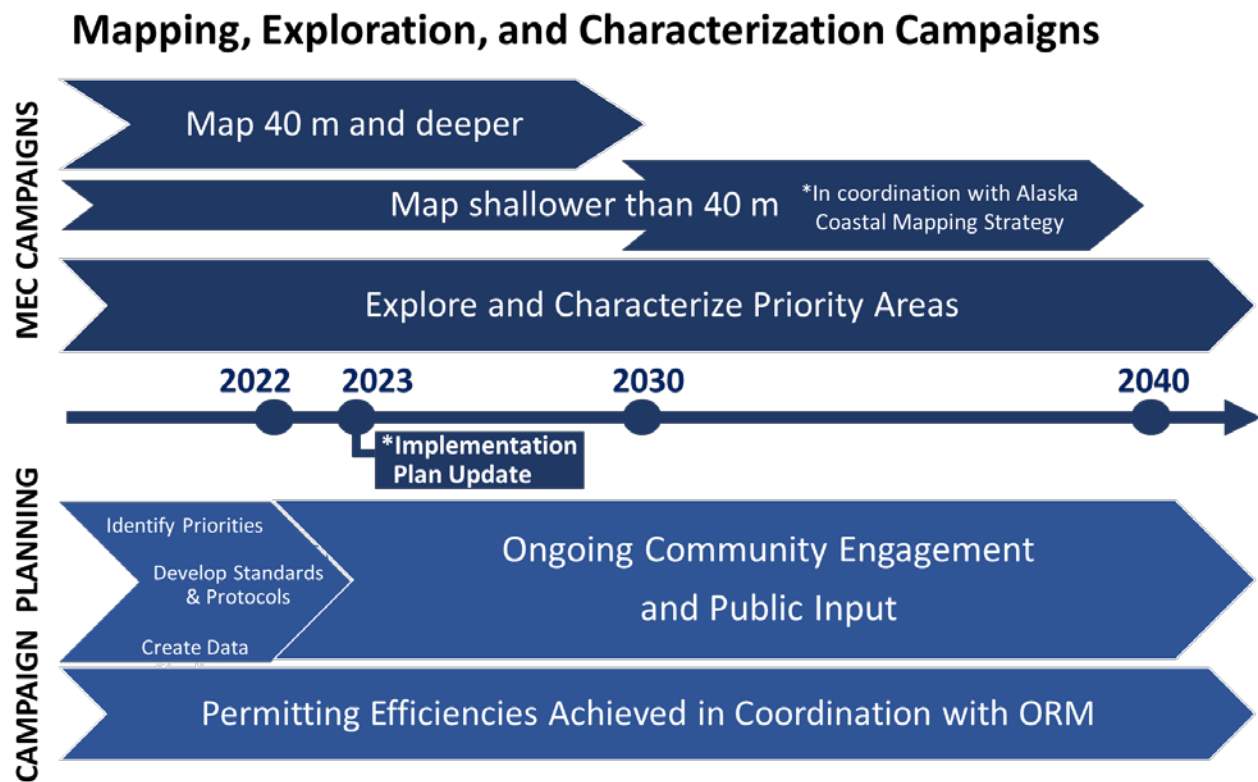 Mapping, Exploration, and Characterization Campaigns
MEC CAMPAIGNS
Map 40 m and deeper
Map shallower than 40 m
*In coordination with Alaska
Coastal Mapping Strategy
Explore and Characterize Priority Areas
2022
2023
2030
2040
*Implementation
Plan Update
CAMPAIGN PLANNING
Identify Priorities
Develop Standards
& Protocols
Create Data
Ongoing Community Engagement
and Public Input
Permitting Efficiencies Achieved in Coordination with ORM